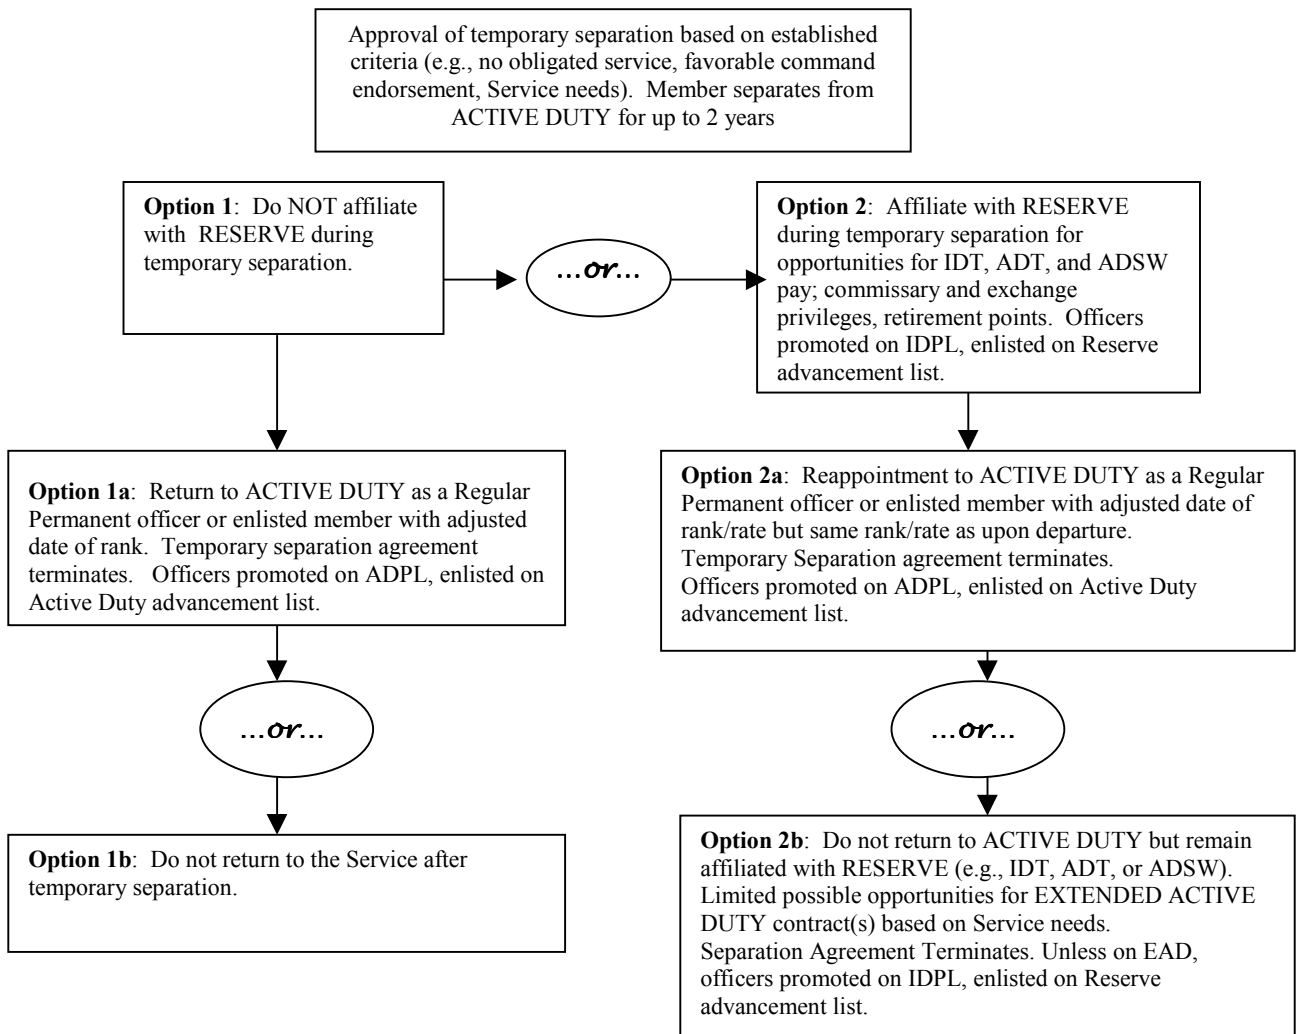 Approval of temporary separation based on established
criteria (e.g., no obligated service, favorable command
endorsement, Service needs). Member separates from
ACTIVE DUTY for up to 2 years
Option 1: Do NOT affiliate
with RESERVE during
temporary separation.
...or...
Option 2: Affiliate with RESERVE
during temporary separation for
opportunities for IDT, ADT, and ADSW
pay; commissary and exchange
privileges, retirement points. Officers
promoted on IDPL, enlisted on Reserve
advancement list.
Option 1a: Return to ACTIVE DUTY as a Regular
Permanent officer or enlisted member with adjusted
date of rank. Temporary separation agreement
terminates. Officers promoted on ADPL, enlisted on
Active Duty advancement list.
Option 2a: Reappointment to ACTIVE DUTY as a Regular
Permanent officer or enlisted member with adjusted date of
rank/rate but same rank/rate as upon departure.
Temporary Separation agreement terminates.
Officers promoted on ADPL, enlisted on Active Duty
advancement list.
...or...
...or...
Option 1b: Do not return to the Service after
temporary separation.
Option 2b: Do not return to ACTIVE DUTY but remain
affiliated with RESERVE (e.g., IDT, ADT, or ADSW).
Limited possible opportunities for EXTENDED ACTIVE
DUTY contract(s) based on Service needs.
Separation Agreement Terminates. Unless on EAD,
officers promoted on IDPL, enlisted on Reserve
advancement list.